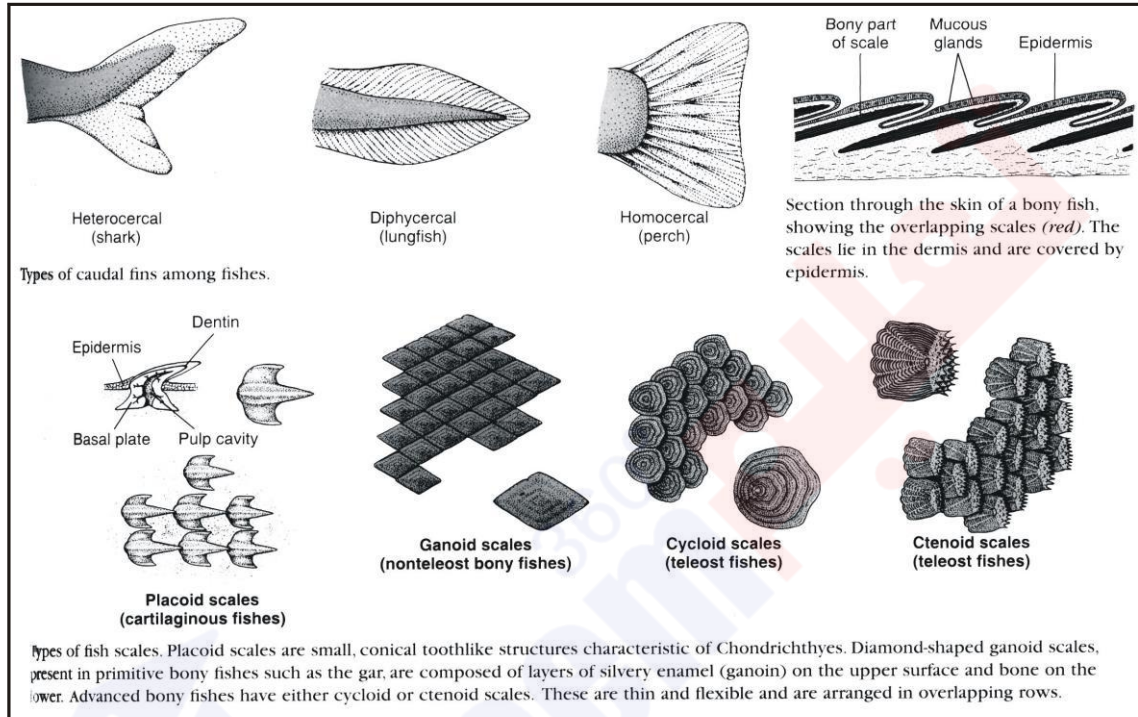 Bony part
of scale
Mucous
glands
Epidermis
Heterocercal
(shark)
Diphycercal
(lungfish)
Homocercal
(perch)
Types of caudal fins among fishes.
Section through the skin of a bony fish,
showing the overlapping scales (red). The
scales lie in the dermis and are covered by
epidermis.
Dentin
Epidermis
Basal plate
Pulp cavity
Placoid scales
(cartilaginous fishes)
Ganoid scales
(nonteleost bony fishes)
Cycloid scales
(teleost fishes)
Ctenoid scales
(teleost fishes)
Types of fish scales. Placoid scales are small, conical toothlike structures characteristic of Chondrichthyes. Diamond-shaped ganoid scales,
present in primitive bony fishes such as the gar, are composed of layers of silvery enamel (ganoin) on the upper surface and bone on the
lower. Advanced bony fishes have either cycloid or ctenoid scales. These are thin and flexible and are arranged in overlapping rows.